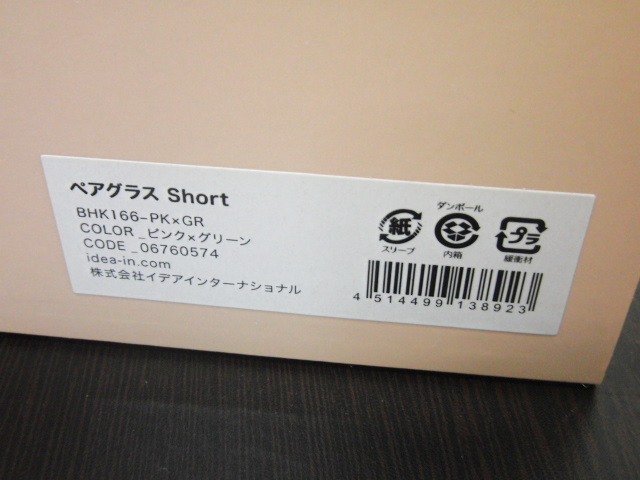 ペアグラス Short
BHK166-PK×GR
COLOR _ピンク×グリーン
CODE _06760574
idea-in.com
株式会社イデアインターナショナル
紙
スリーブ
ダンボール
内箱
プラ
緩衝材
4 514499 138923